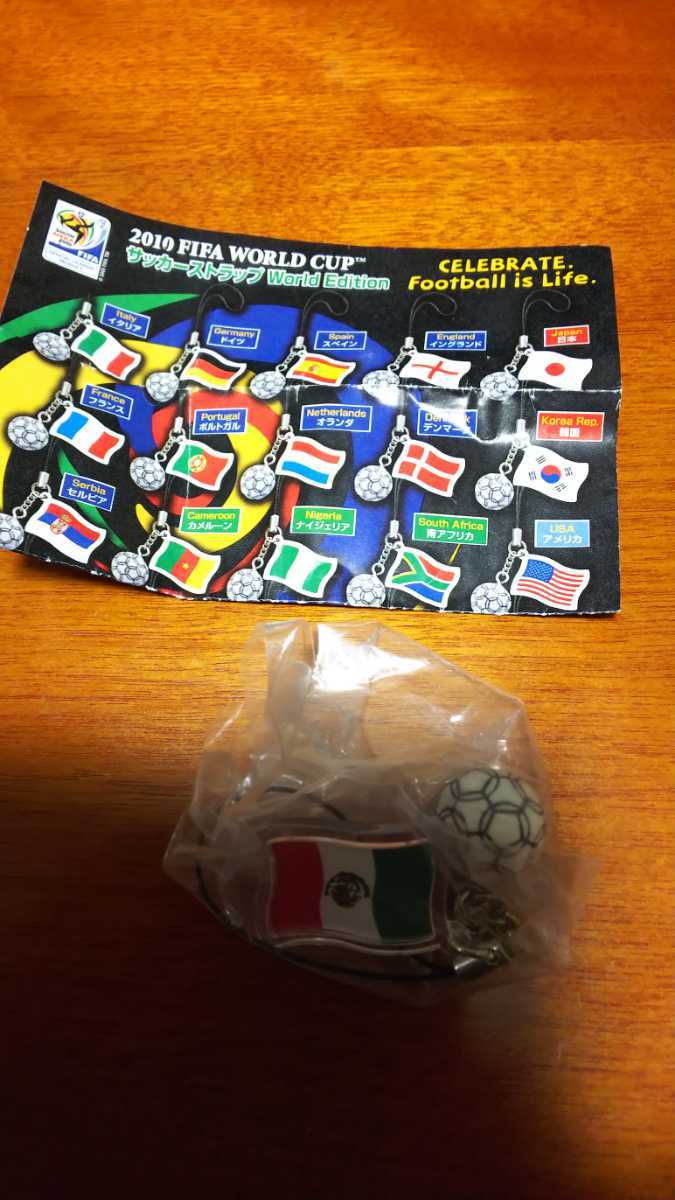 2010 FIFA WORLD CUP™
サッカーストラップ World Edition
CELEBRATE.
Football is Life.
FIFA
Italy
イタリア
Germany
ドイツ
Spain
スペイン
England
イングランド
Japan
日本
France
フランス
Portugal
ポルトガル
Netherlands
オランダ
デンマーク
Korea Rep.
韓国
Serbia
セルビア
Cameroon
カメルーン
Nigeria
ナイジェリア
South Africa
南アフリカ
USA
アメリカ